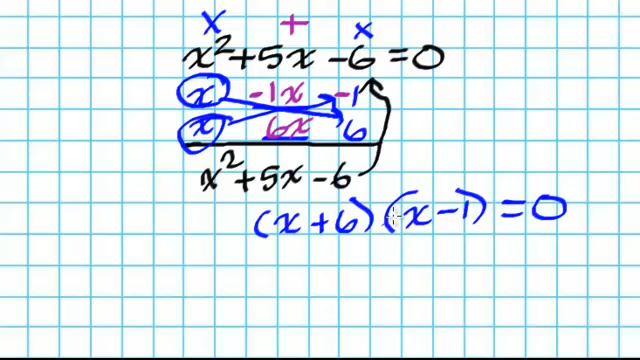 x + x
x²+5x-6=0
x -1x -1
x 6x 6
x²+5x-6
(x+6)(x-1)=0